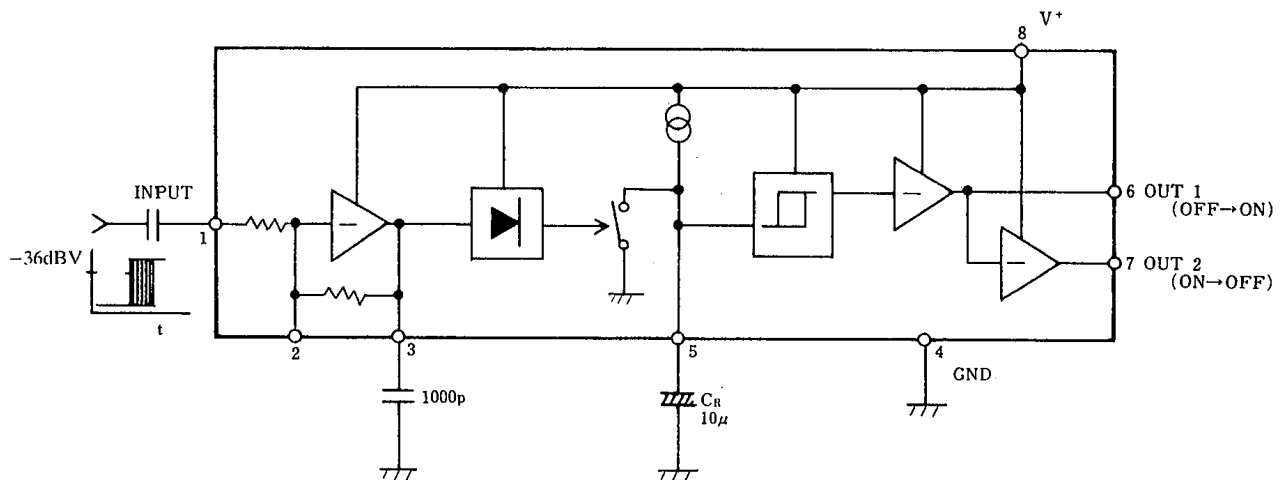 V⁺
8
INPUT
1
−36dBV
t
2
3
5
4
GND
6 OUT 1
(OFF→ON)
7 OUT 2
(ON→OFF)
1000p
CR
10μ